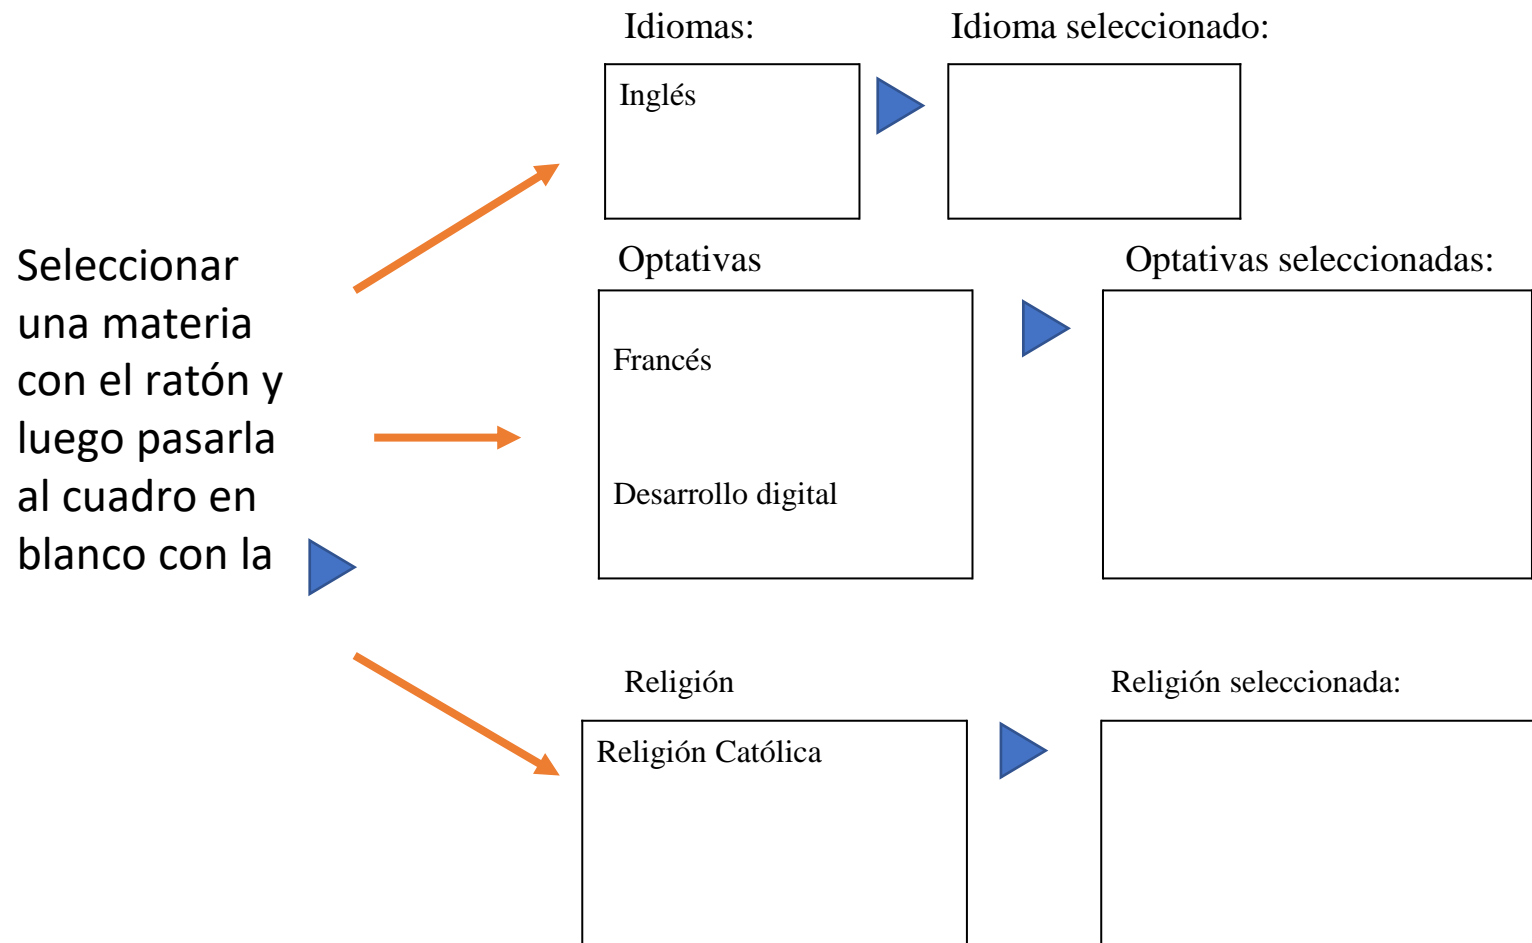 Idiomas:
Idioma seleccionado:
Inglés
Seleccionar
una materia
con el ratón y
luego pasarla
al cuadro en
blanco con la
Optativas
Optativas seleccionadas:
Francés
Desarrollo digital
Religión
Religión seleccionada:
Religión Católica